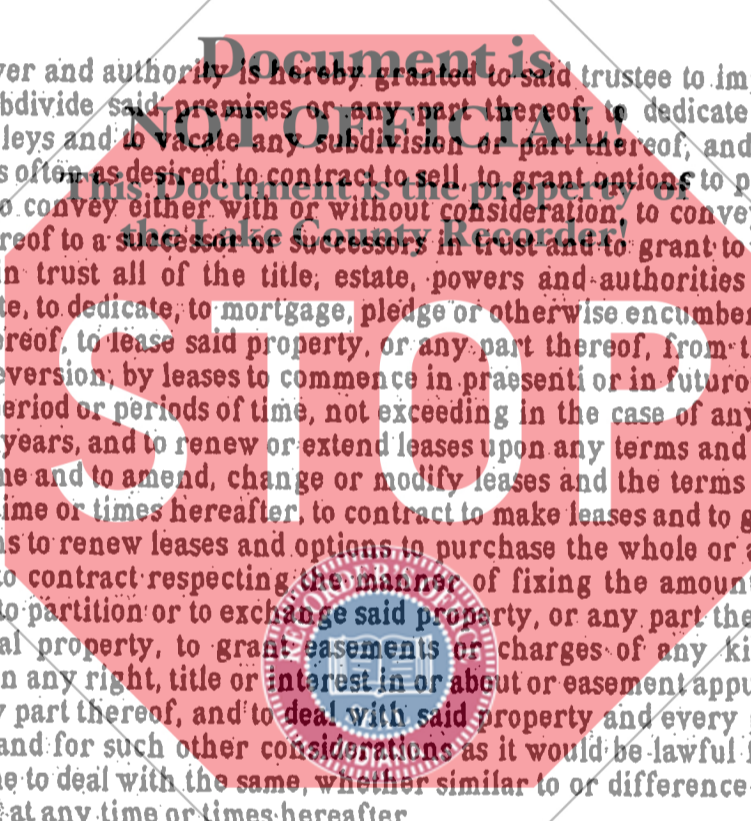 Document is
NOT OFFICIAL!
This Document is the property of
the Lake County Recorder!
STOP
RECORDER'S OFFICE
ver and authority is hereby granted to said trustee to im
bdivide said premises or any part thereof, to dedicate
leys and to vacate any subdivision or part thereof, and
s often as desired, to contract to sell, to grant options to p
o convey either with or without consideration, to conve
reof to a successor or successors in trust and to grant to
n trust all of the title, estate, powers and authorities
te, to dedicate, to mortgage, pledge or otherwise encumber
reof, to lease said property, or any part thereof, from t
eversion, by leases to commence in praesenti or in futuro
eriod or periods of time, not exceeding in the case of any
years, and to renew or extend leases upon any terms and
ne and to amend, change or modify leases and the terms
ime or times hereafter, to contract to make leases and to g
s to renew leases and options to purchase the whole or
o contract respecting the manner of fixing the amoun
to partition or to exchange said property, or any part the
al property, to grant easements or charges of any ki
n any right, title or interest in or about or easement appu
y part thereof, and to deal with said property and every
and for such other considerations as it would be lawful
e to deal with the same, whether similar to or difference
at any time or times hereafter